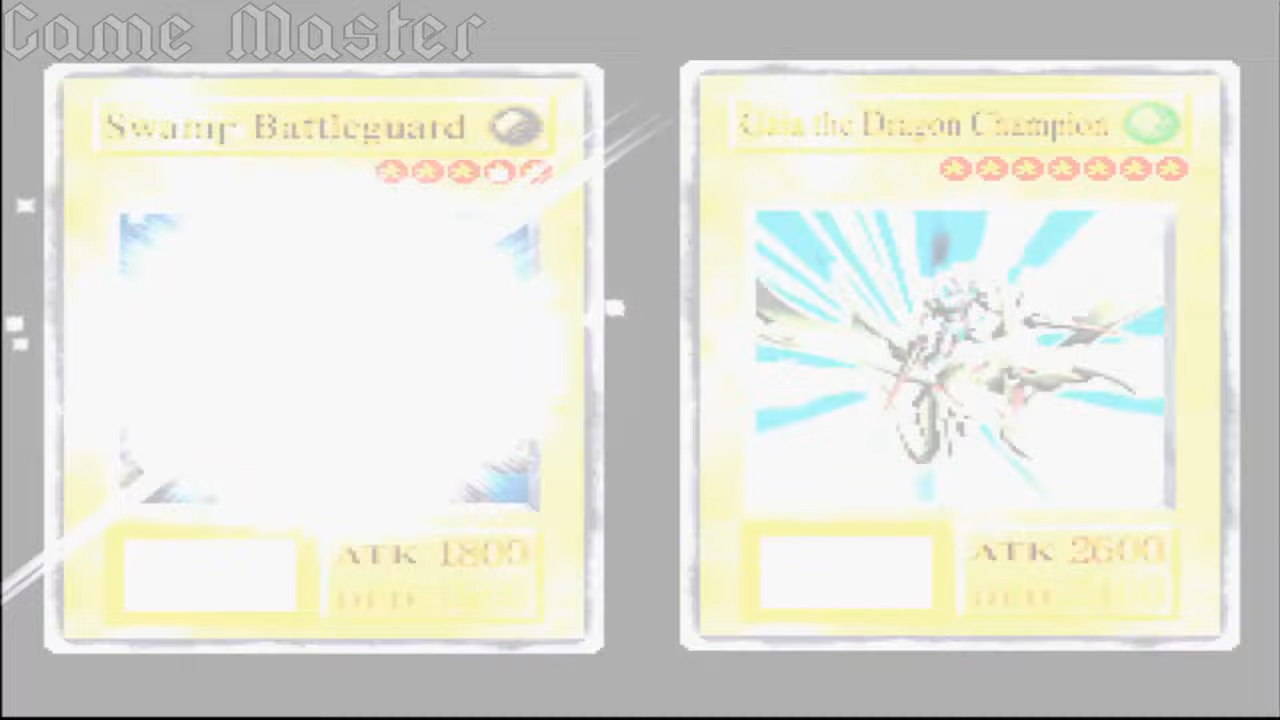 Game Master
Swamp Battleguard
Gaia the Dragon Champion
ATK 1800
ATK 2600